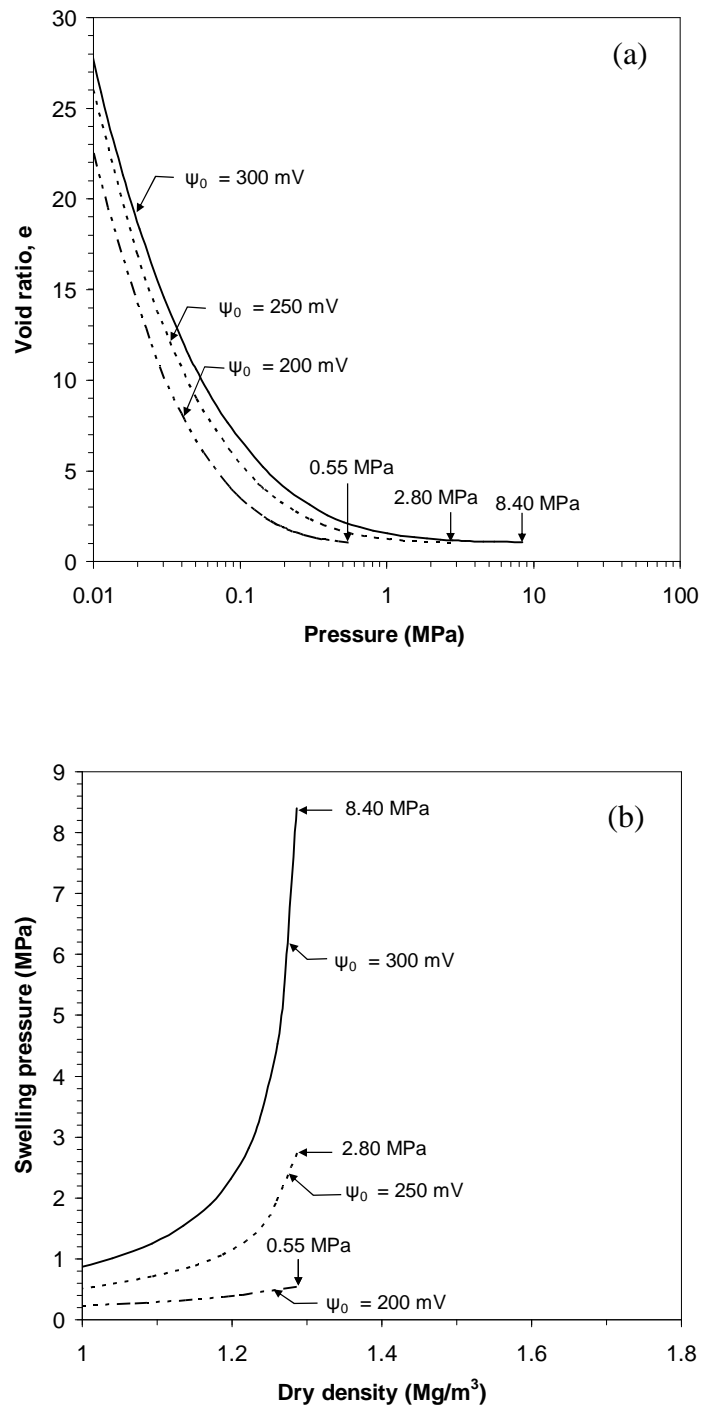 (a)
30
25
20
15
10
5
0
Void ratio, e
ψ0 = 300 mV
ψ0 = 250 mV
ψ0 = 200 mV
0.55 MPa
2.80 MPa
8.40 MPa
0.01
0.1
1
10
100
Pressure (MPa)
(b)
9
8
7
6
5
4
3
2
1
0
Swelling pressure (MPa)
8.40 MPa
ψ0 = 300 mV
2.80 MPa
ψ0 = 250 mV
0.55 MPa
ψ0 = 200 mV
1
1.2
1.4
1.6
1.8
Dry density (Mg/m³)